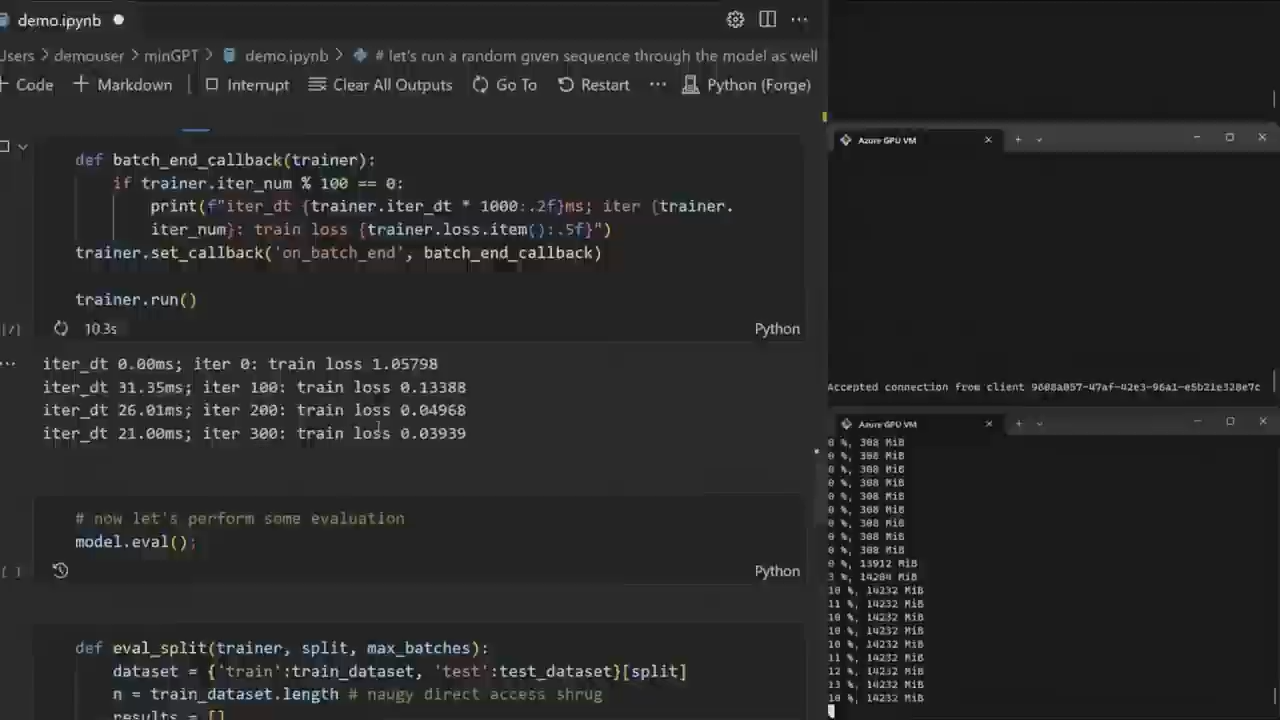 demo.ipynb
Users > demouser > minGPT > demo.ipynb > # let's run a random given sequence through the model as well
+ Code + Markdown Interrupt Clear All Outputs Go To Restart ... Python (Forge)
def batch_end_callback(trainer):
if trainer.iter_num % 100 == 0:
print(f"iter_dt {trainer.iter_dt * 1000:.2f}ms; iter {trainer.
iter_num}: train loss {trainer.loss.item():.5f}")
trainer.set_callback('on_batch_end', batch_end_callback)
trainer.run()
10.3s
Python
iter_dt 0.00ms; iter 0: train loss 1.05798
iter_dt 31.35ms; iter 100: train loss 0.13388
iter_dt 26.01ms; iter 200: train loss 0.04968
iter_dt 21.00ms; iter 300: train loss 0.03939
# now let's perform some evaluation
model.eval();
[ ]
Python
def eval_split(trainer, split, max_batches):
dataset = {'train':train_dataset, 'test':test_dataset}[split]
n = train_dataset.length # naugy direct access shrug
results = []
Azure GPU VM
Accepted connection from client 9608a057-47af-42e3-96a1-e5b21e328e7c
Azure GPU VM
0 %, 308 MiB
0 %, 308 MiB
0 %, 308 MiB
0 %, 308 MiB
0 %, 308 MiB
0 %, 308 MiB
0 %, 308 MiB
0 %, 308 MiB
0 %, 308 MiB
0 %, 13912 MiB
3 %, 14204 MiB
10 %, 14232 MiB
11 %, 14232 MiB
10 %, 14232 MiB
10 %, 14232 MiB
10 %, 14232 MiB
11 %, 14232 MiB
12 %, 14232 MiB
13 %, 14232 MiB
10 %, 14232 MiB